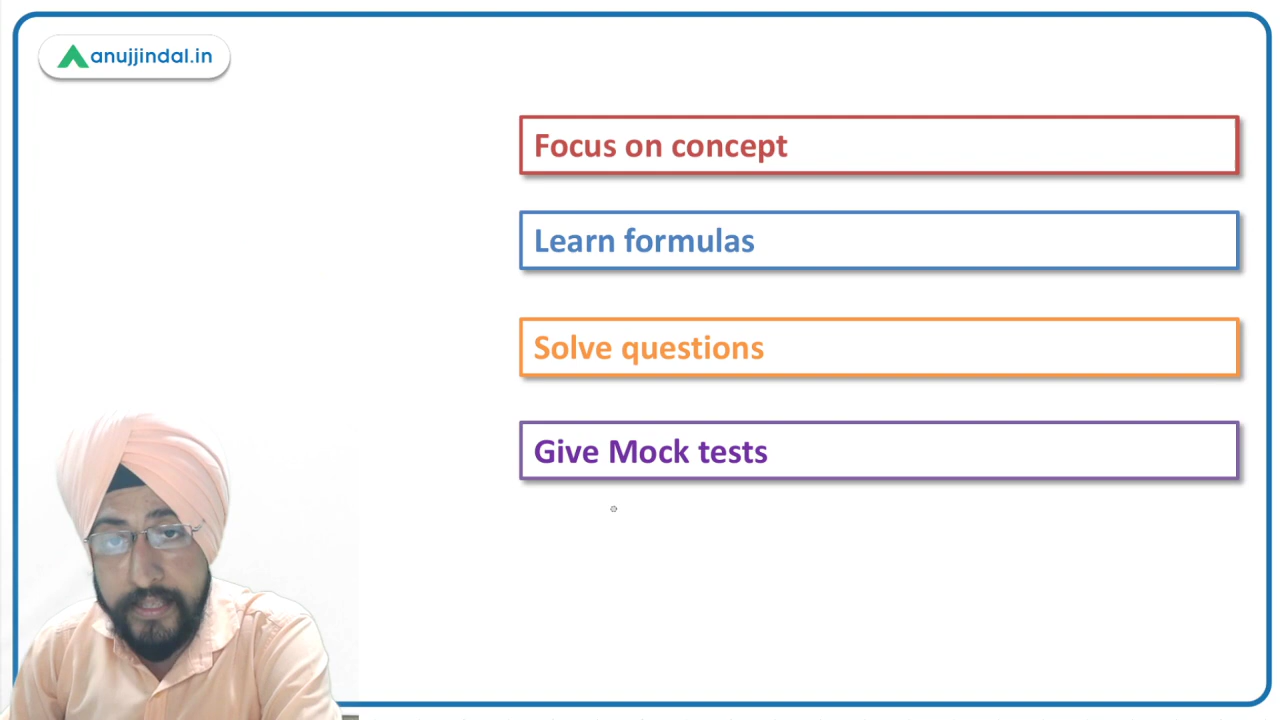 anujjindal.in
Focus on concept
Learn formulas
Solve questions
Give Mock tests